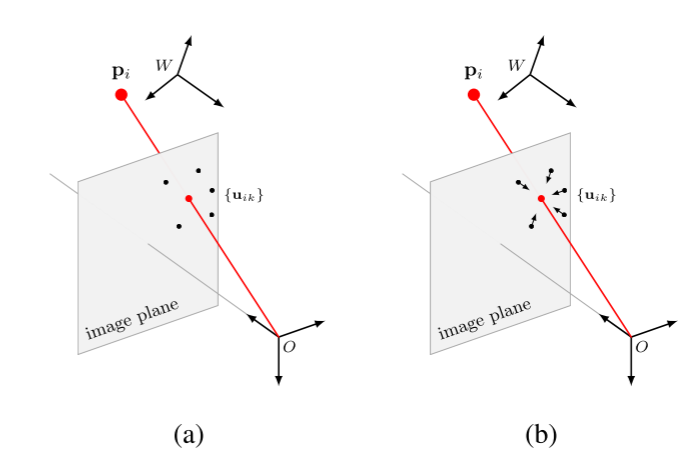 W
p_i
{u_ik}
image plane
O
(a)
W
p_i
{u_ik}
image plane
O
(b)